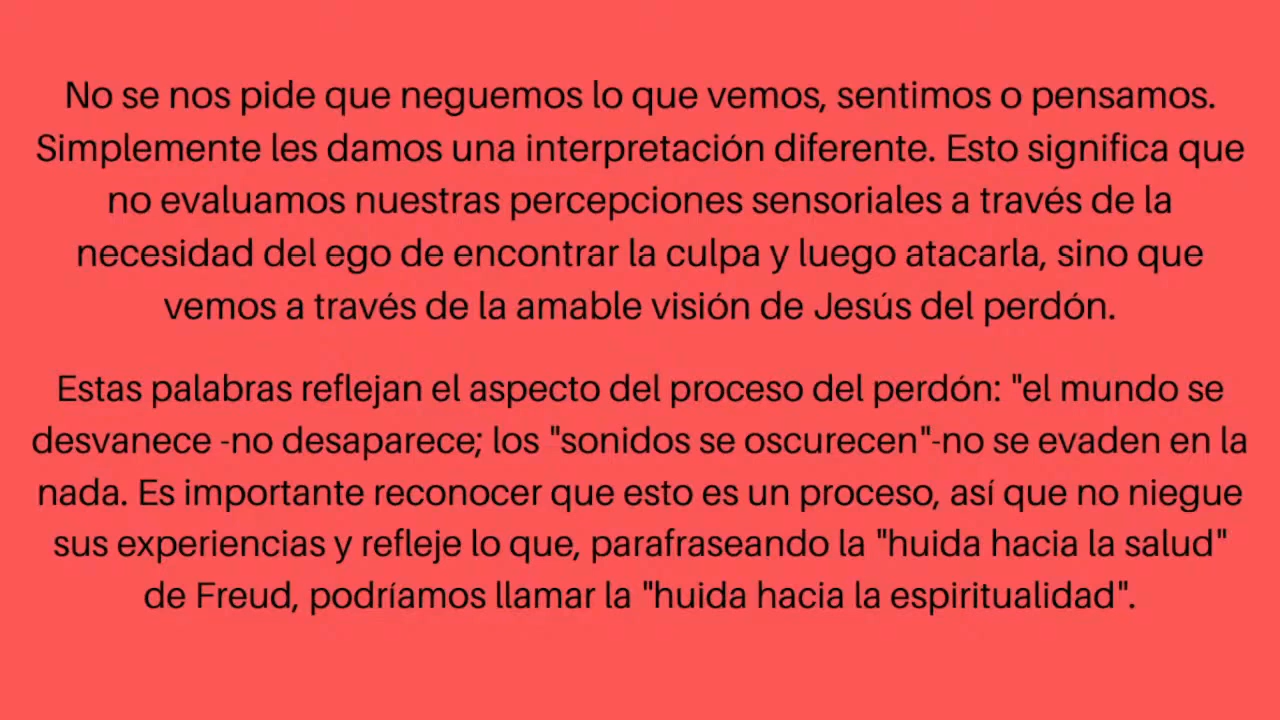 No se nos pide que neguemos lo que vemos, sentimos o pensamos.
Simplemente les damos una interpretación diferente. Esto significa que
no evaluamos nuestras percepciones sensoriales a través de la
necesidad del ego de encontrar la culpa y luego atacarla, sino que
vemos a través de la amable visión de Jesús del perdón.
Estas palabras reflejan el aspecto del proceso del perdón: "el mundo se
desvanece -no desaparece; los "sonidos se oscurecen"-no se evaden en la
nada. Es importante reconocer que esto es un proceso, así que no niegue
sus experiencias y refleje lo que, parafraseando la "huida hacia la salud"
de Freud, podríamos llamar la "huida hacia la espiritualidad".